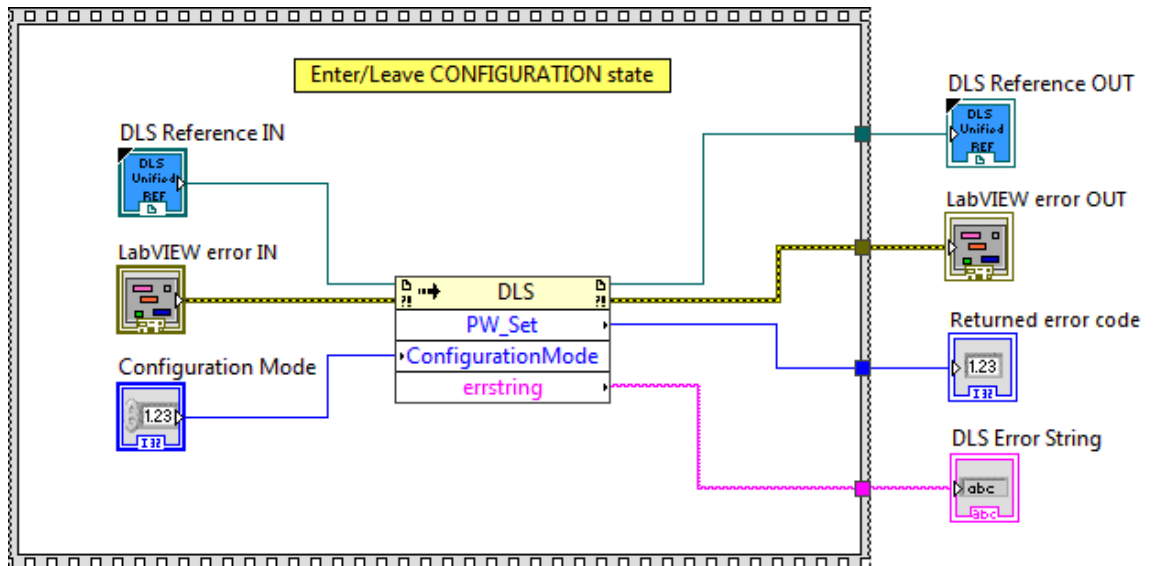 Enter/Leave CONFIGURATION state
DLS Reference IN
DLS
Unified
REF
LabVIEW error IN
?!
Configuration Mode
1.23
I32
?!
DLS
?!
PW_Set
ConfigurationMode
errstring
DLS Reference OUT
DLS
Unified
REF
LabVIEW error OUT
?!
Returned error code
1.23
I32
DLS Error String
abc
abc